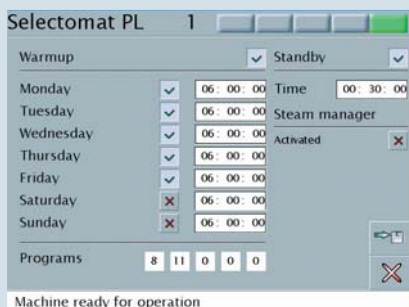 Selectomat PL 1
Warmup Standby
Monday 06: 00: 00 Time 00: 30: 00
Tuesday 06: 00: 00 Steam manager
Wednesday 06: 00: 00 Activated
Thursday 06: 00: 00
Friday 06: 00: 00
Saturday 06: 00: 00
Sunday 06: 00: 00
Programs 8 11 0 0 0
Machine ready for operation